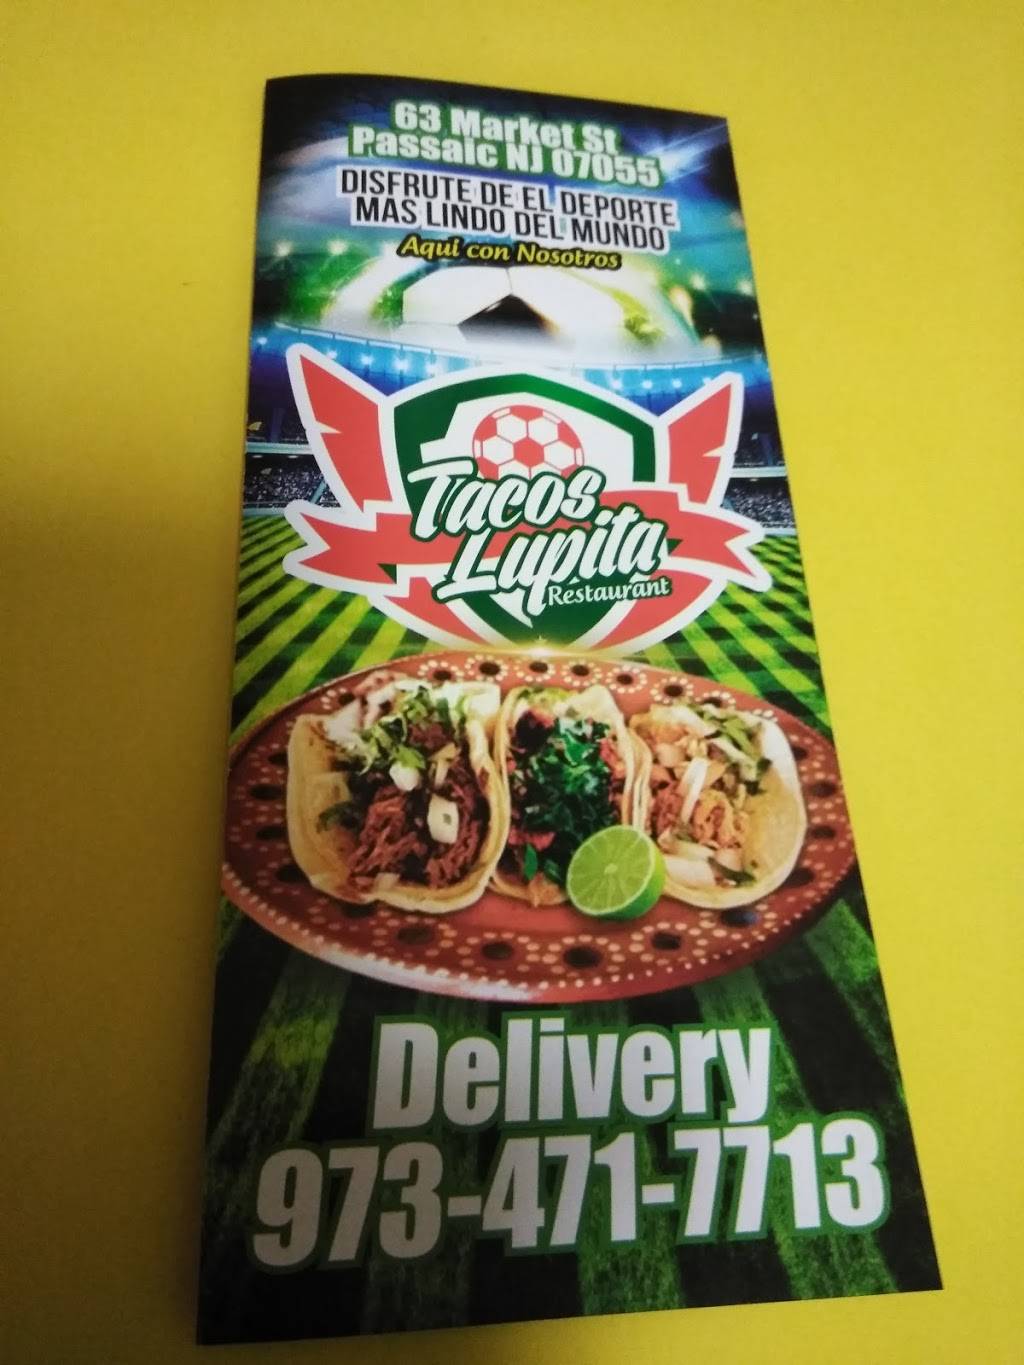 63 Market St
Passaic NJ 07055
DISFRUTE DE EL DEPORTE
MAS LINDO DEL MUNDO
Aqui con Nosotros
Tacos
Lupita
Restaurant
Delivery
973-471-7713